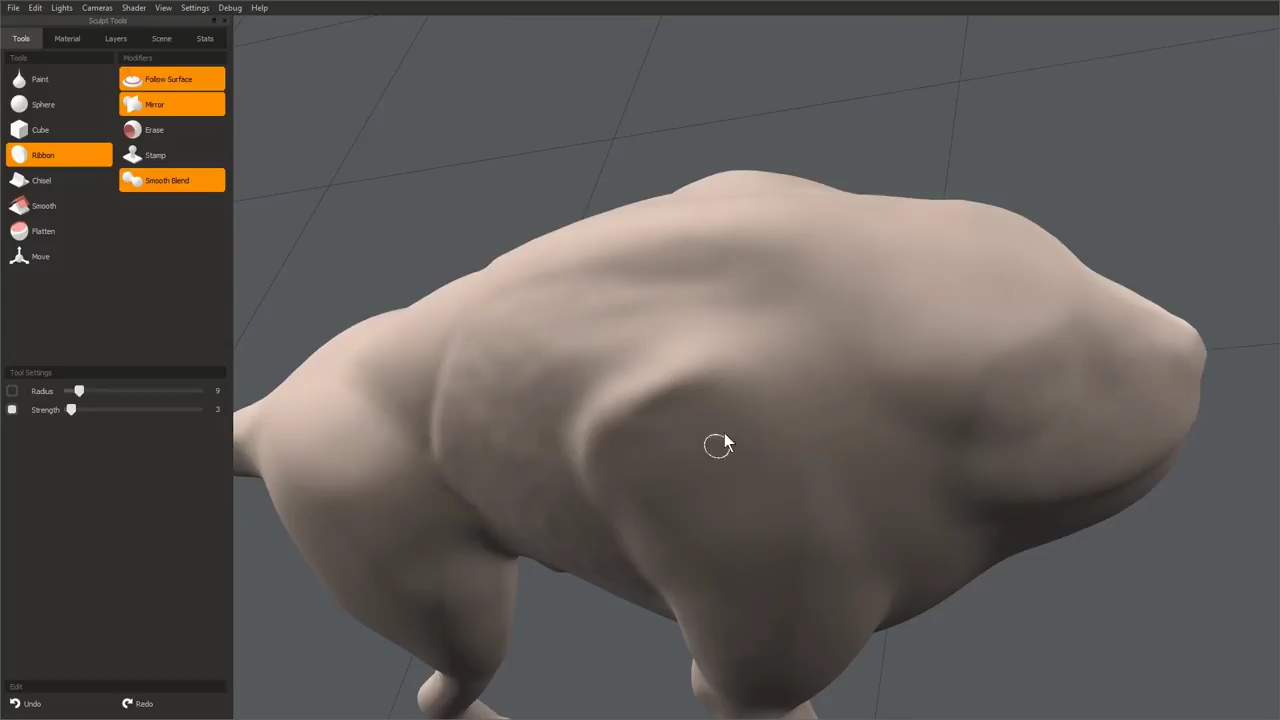 File Edit Lights Cameras Shader View Settings Debug Help
Sculpt Tools
Tools Material Layers Scene Stats
Tools Modifiers
Paint Follow Surface
Sphere Mirror
Cube Erase
Ribbon Stamp
Chisel Smooth Blend
Smooth
Flatten
Move
Tool Settings
Radius 9
Strength 3
Edit
Undo Redo